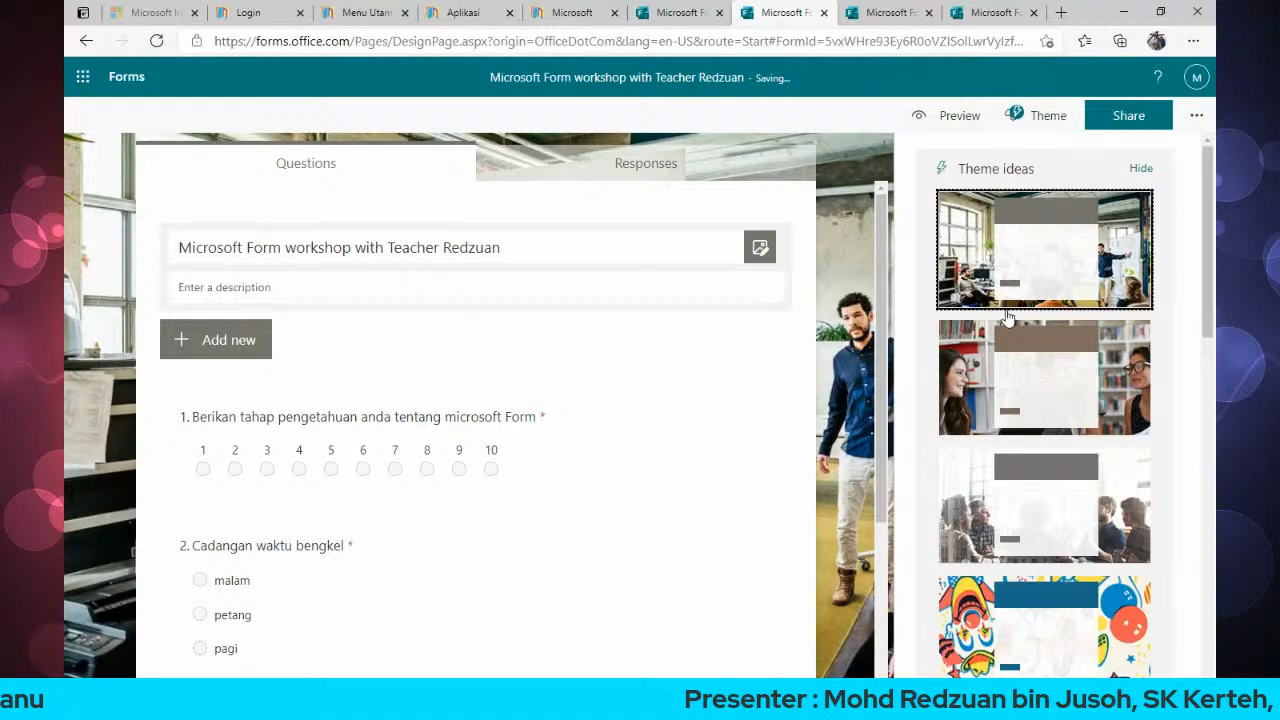 Microsoft In
Login
Menu Utam
Aplikasi
Microsoft
Microsoft Fo
Microsoft Fo
Microsoft Fo
Microsoft Fo
https://forms.office.com/Pages/DesignPage.aspx?origin=OfficeDotCom&lang=en-US&route=Start#FormId=5vxWHre93Ey6R0oVZISolLwrVyIzf...
Forms
Microsoft Form workshop with Teacher Redzuan - Saving...
? M
Preview
Theme
Share
Questions
Responses
Theme ideas
Hide
Microsoft Form workshop with Teacher Redzuan
Enter a description
Add new
1. Berikan tahap pengetahuan anda tentang microsoft Form *
1 2 3 4 5 6 7 8 9 10
2. Cadangan waktu bengkel *
malam
petang
pagi
anu
Presenter : Mohd Redzuan bin Jusoh, SK Kerteh,